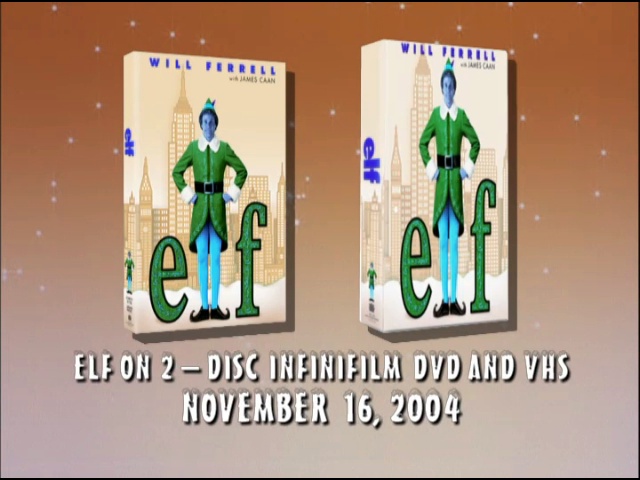 WILL FERRELL
with JAMES CAAN
elf
elf
WILL FERRELL
with JAMES CAAN
elf
elf
ELF ON 2 – DISC INFINIFILM DVD AND VHS
NOVEMBER 16, 2004